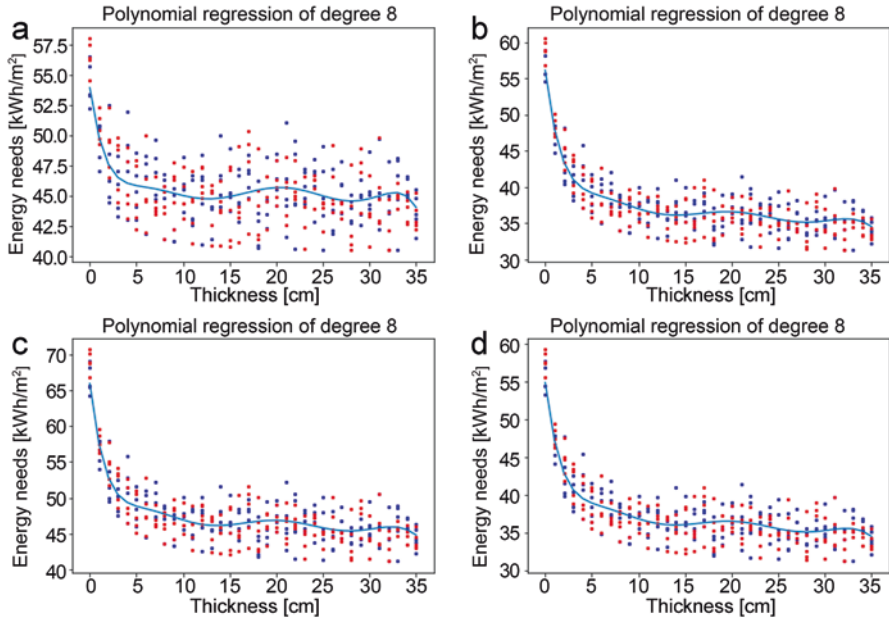 a
Polynomial regression of degree 8
Energy needs [kWh/m²]
57.5
55.0
52.5
50.0
47.5
45.0
42.5
40.0
0 5 10 15 20 25 30 35
Thickness [cm]
b
Polynomial regression of degree 8
Energy needs [kWh/m²]
60
55
50
45
40
35
30
0 5 10 15 20 25 30 35
Thickness [cm]
c
Polynomial regression of degree 8
Energy needs [kWh/m²]
70
65
60
55
50
45
40
0 5 10 15 20 25 30 35
Thickness [cm]
d
Polynomial regression of degree 8
Energy needs [kWh/m²]
60
55
50
45
40
35
30
0 5 10 15 20 25 30 35
Thickness [cm]